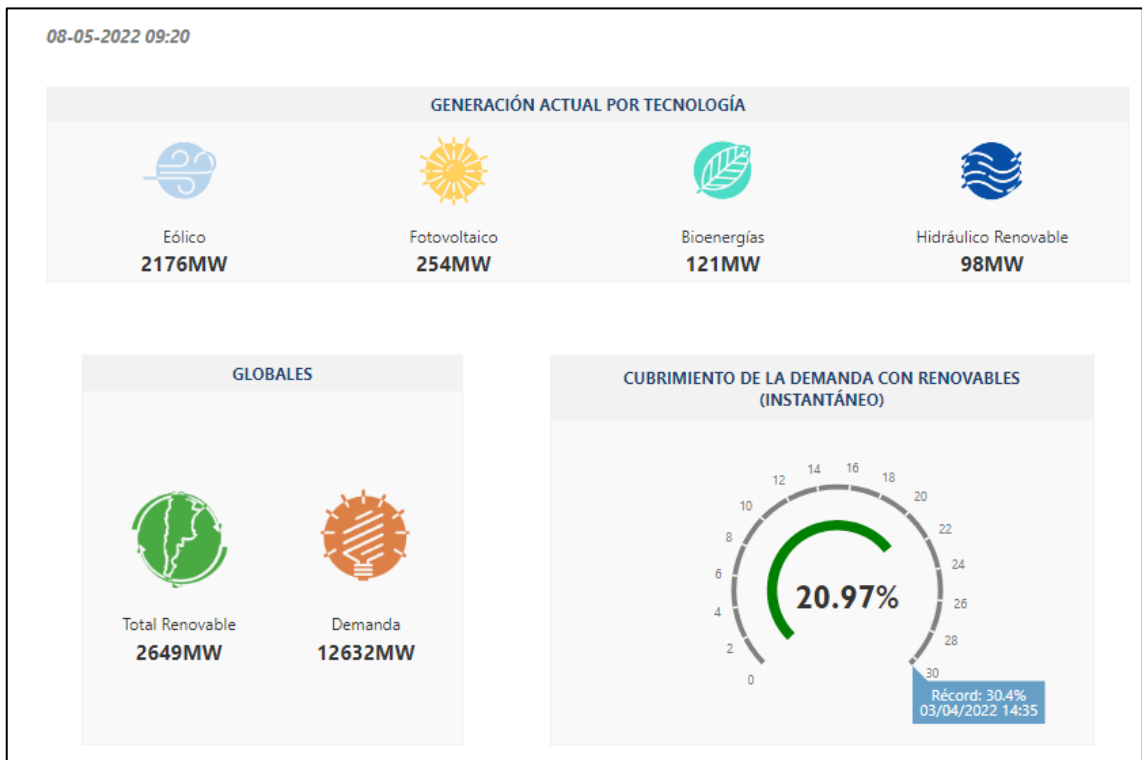 08-05-2022 09:20
GENERACIÓN ACTUAL POR TECNOLOGÍA
Eólico
2176MW
Fotovoltaico
254MW
Bioenergías
121MW
Hidráulico Renovable
98MW
GLOBALES
Total Renovable
2649MW
Demanda
12632MW
CUBRIMIENTO DE LA DEMANDA CON RENOVABLES
(INSTANTÁNEO)
0
2
4
6
8
10
12
14
16
18
20
22
24
26
28
30
20.97%
Récord: 30.4%
03/04/2022 14:35